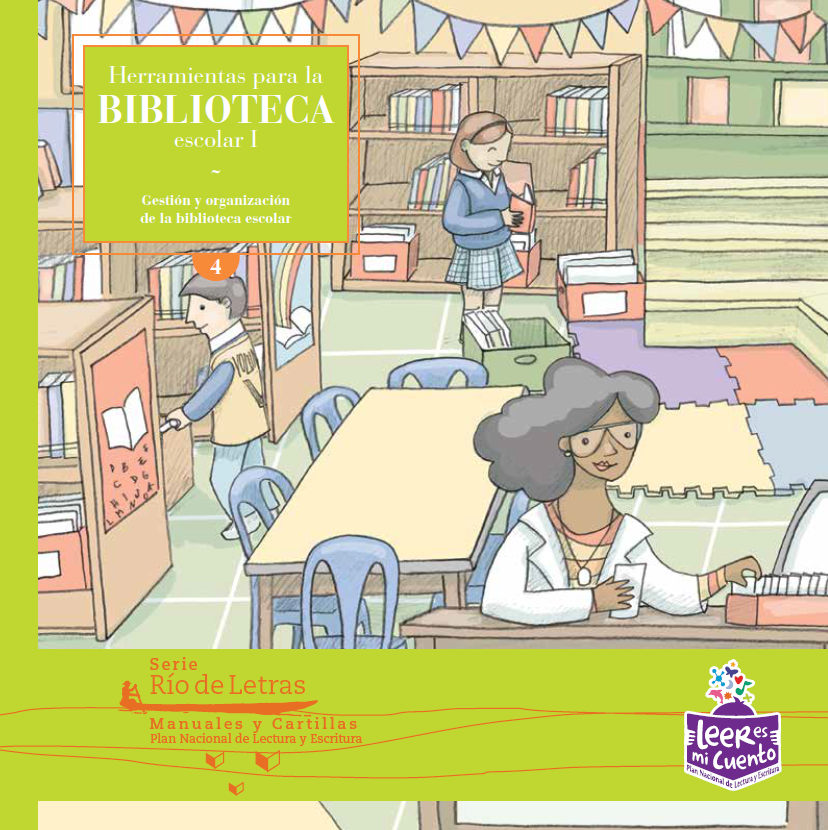 Herramientas para la
BIBLIOTECA
escolar I
~
Gestión y organización
de la biblioteca escolar
4
D B E E
C D G
H I J A
L M N O R
Serie
Río de Letras
Manuales y Cartillas
Plan Nacional de Lectura y Escritura
leer es
mi Cuento
Plan Nacional de Lectura y Escritura